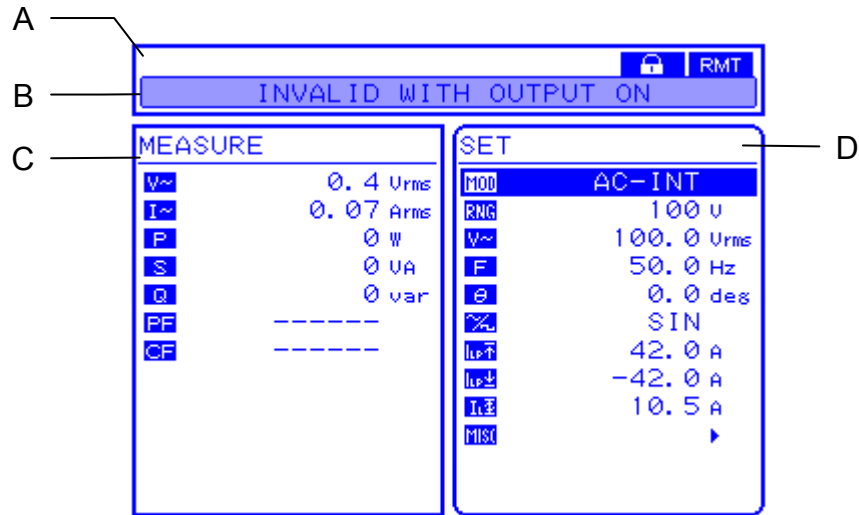 A
RMT
B
INVALID WITH OUTPUT ON
C
MEASURE
V~ 0.4 Vrms
I~ 0.07 Arms
P 0 W
S 0 VA
Q 0 var
PF ------
CF ------
D
SET
MOD AC-INT
RNG 100 V
V~ 100.0 Vrms
F 50.0 Hz
θ 0.0 deg
SIN
42.0 A
-42.0 A
10.5 A
MISC